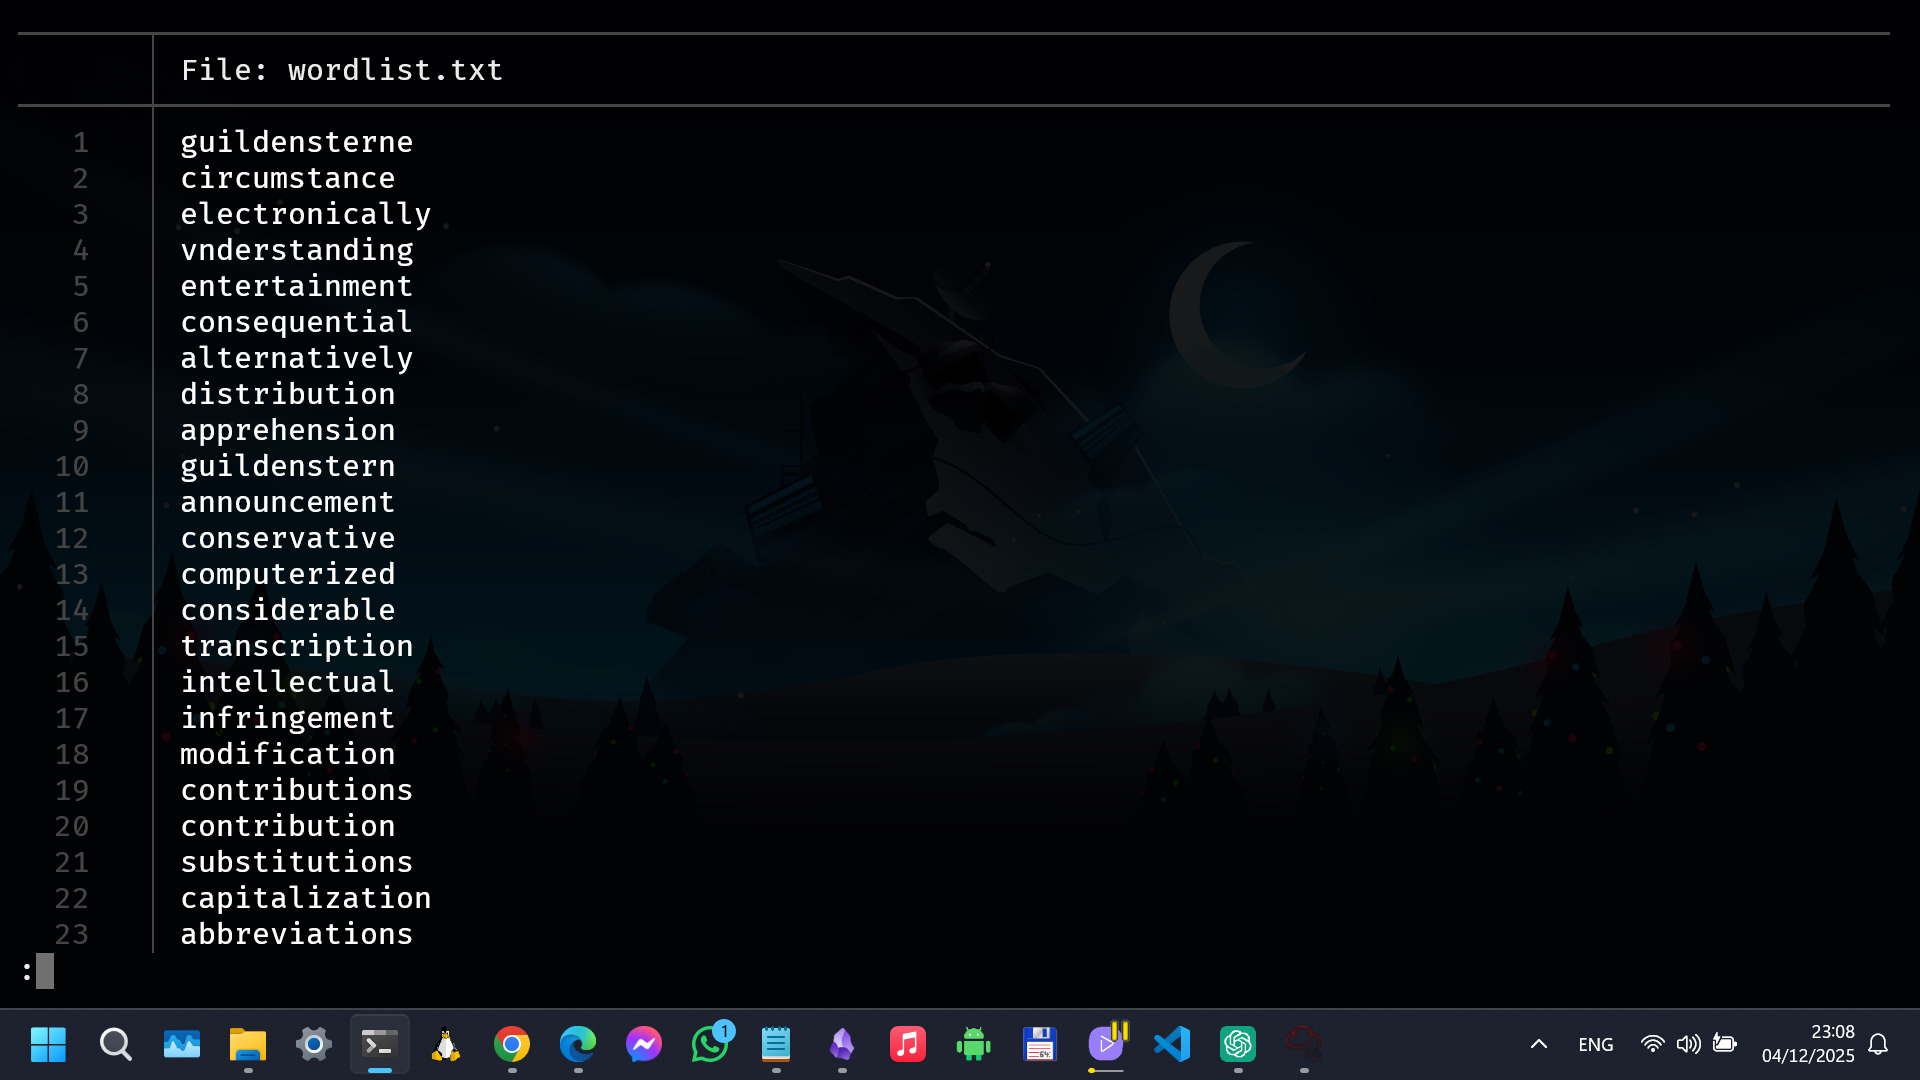 File: wordlist.txt
1 guildensterne
2 circumstance
3 electronically
4 vnderstanding
5 entertainment
6 consequential
7 alternatively
8 distribution
9 apprehension
10 guildenstern
11 announcement
12 conservative
13 computerized
14 considerable
15 transcription
16 intellectual
17 infringement
18 modification
19 contributions
20 contribution
21 substitutions
22 capitalization
23 abbreviations
:
1
64
ENG
23:08
04/12/2025